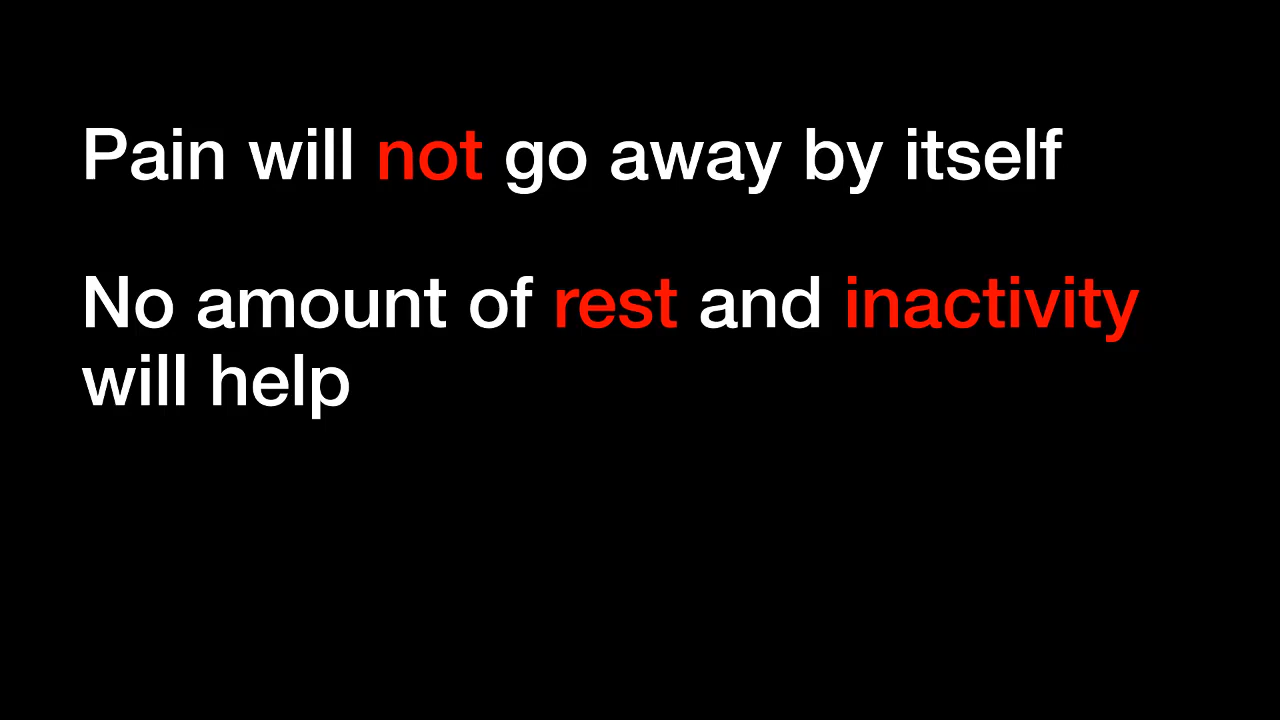 Pain will not go away by itself
No amount of rest and inactivity
will help